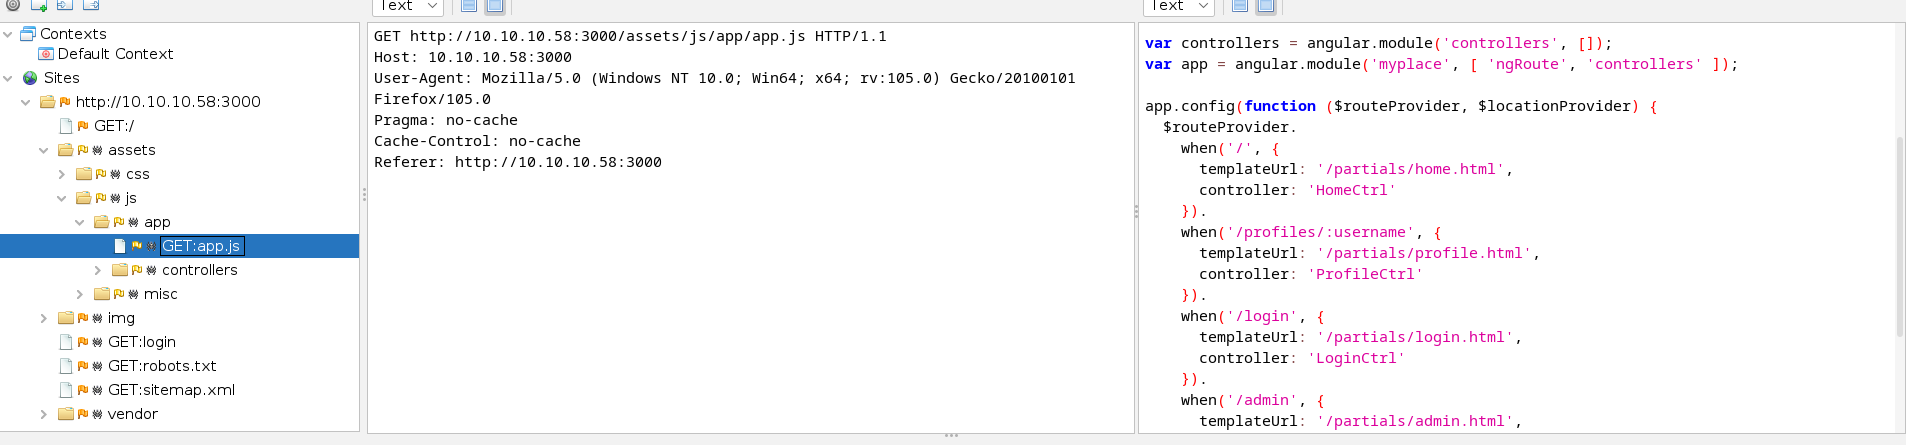 Text
Text
Contexts
Default Context
Sites
http://10.10.10.58:3000
GET:/
assets
css
js
app
GET:app.js
controllers
misc
img
GET:login
GET:robots.txt
GET:sitemap.xml
vendor
GET http://10.10.10.58:3000/assets/js/app/app.js HTTP/1.1
Host: 10.10.10.58:3000
User-Agent: Mozilla/5.0 (Windows NT 10.0; Win64; x64; rv:105.0) Gecko/20100101
Firefox/105.0
Pragma: no-cache
Cache-Control: no-cache
Referer: http://10.10.10.58:3000
var controllers = angular.module('controllers', []);
var app = angular.module('myplace', [ 'ngRoute', 'controllers' ]);
app.config(function ($routeProvider, $locationProvider) {
  $routeProvider.
    when('/', {
      templateUrl: '/partials/home.html',
      controller: 'HomeCtrl'
    }).
    when('/profiles/:username', {
      templateUrl: '/partials/profile.html',
      controller: 'ProfileCtrl'
    }).
    when('/login', {
      templateUrl: '/partials/login.html',
      controller: 'LoginCtrl'
    }).
    when('/admin', {
      templateUrl: '/partials/admin.html',